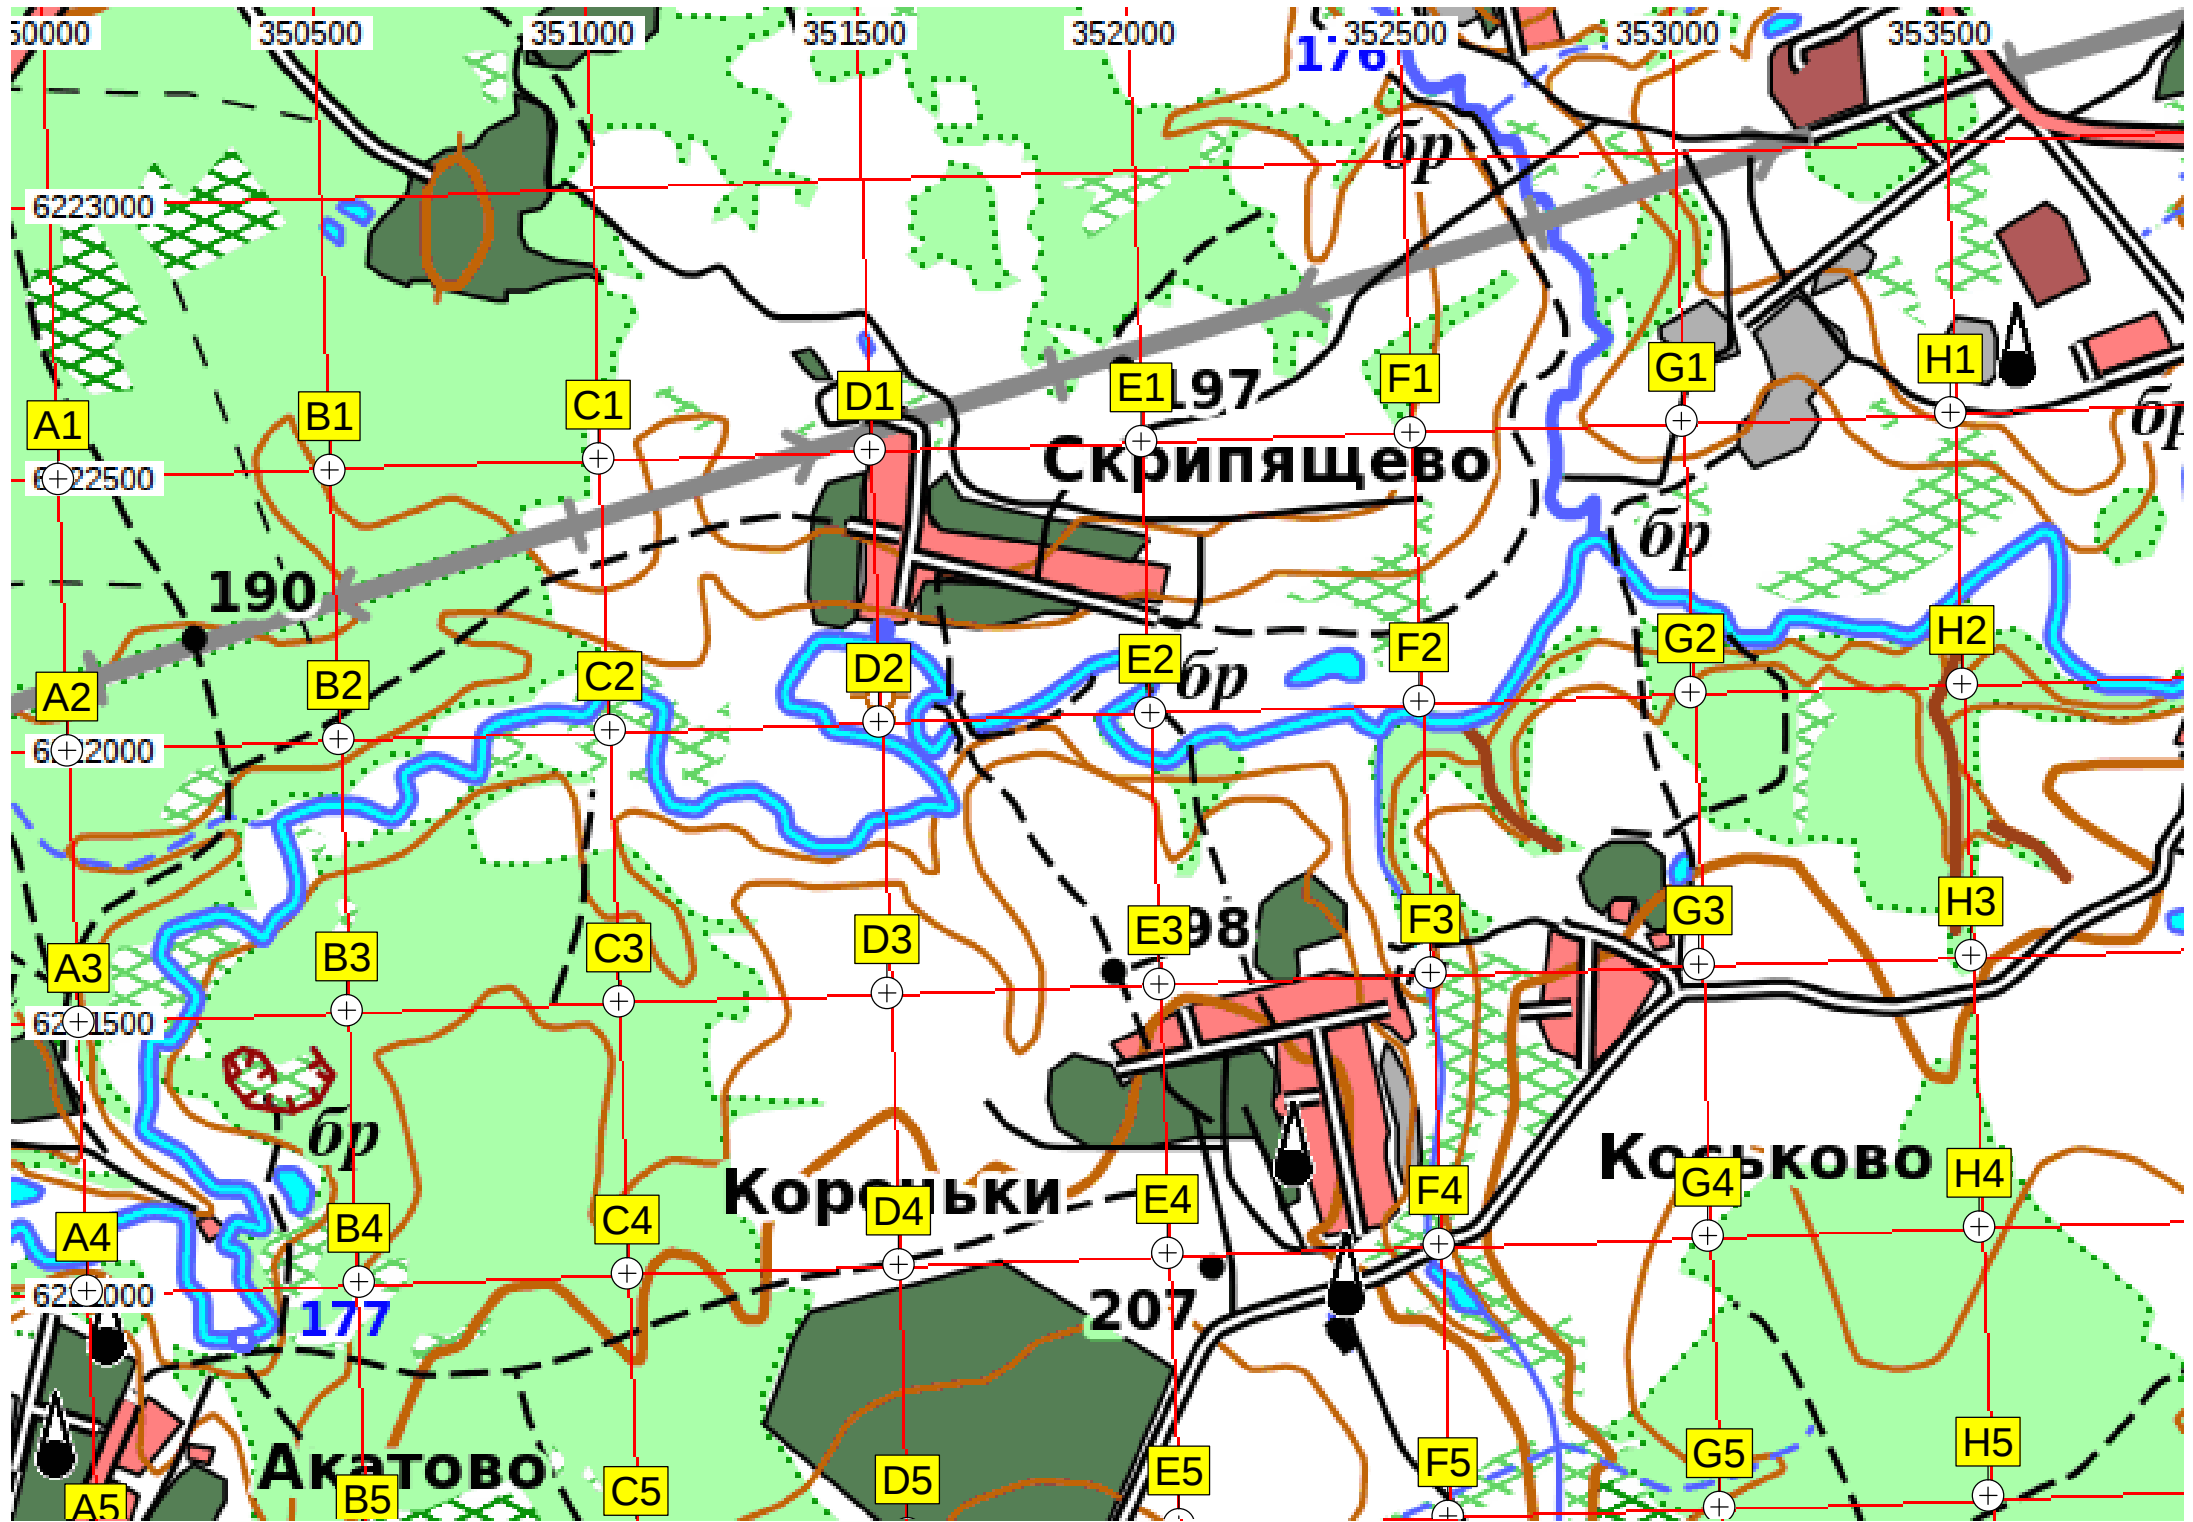 50000 350500 351000 351500 352000 352500 353000 353500
176
бр
6223000
A1 B1 C1 D1 E1 F1 G1 H1
197
бр
6222500
Скрипящево
бр
190
A2 B2 C2 D2 E2 F2 G2 H2
бр
A3 B3 C3 D3 E3 F3 G3 H3
98
бр
Кореньки
Коськово
A4 B4 C4 D4 E4 F4 G4 H4
177
207
Акатово
A5 B5 C5 D5 E5 F5 G5 H5